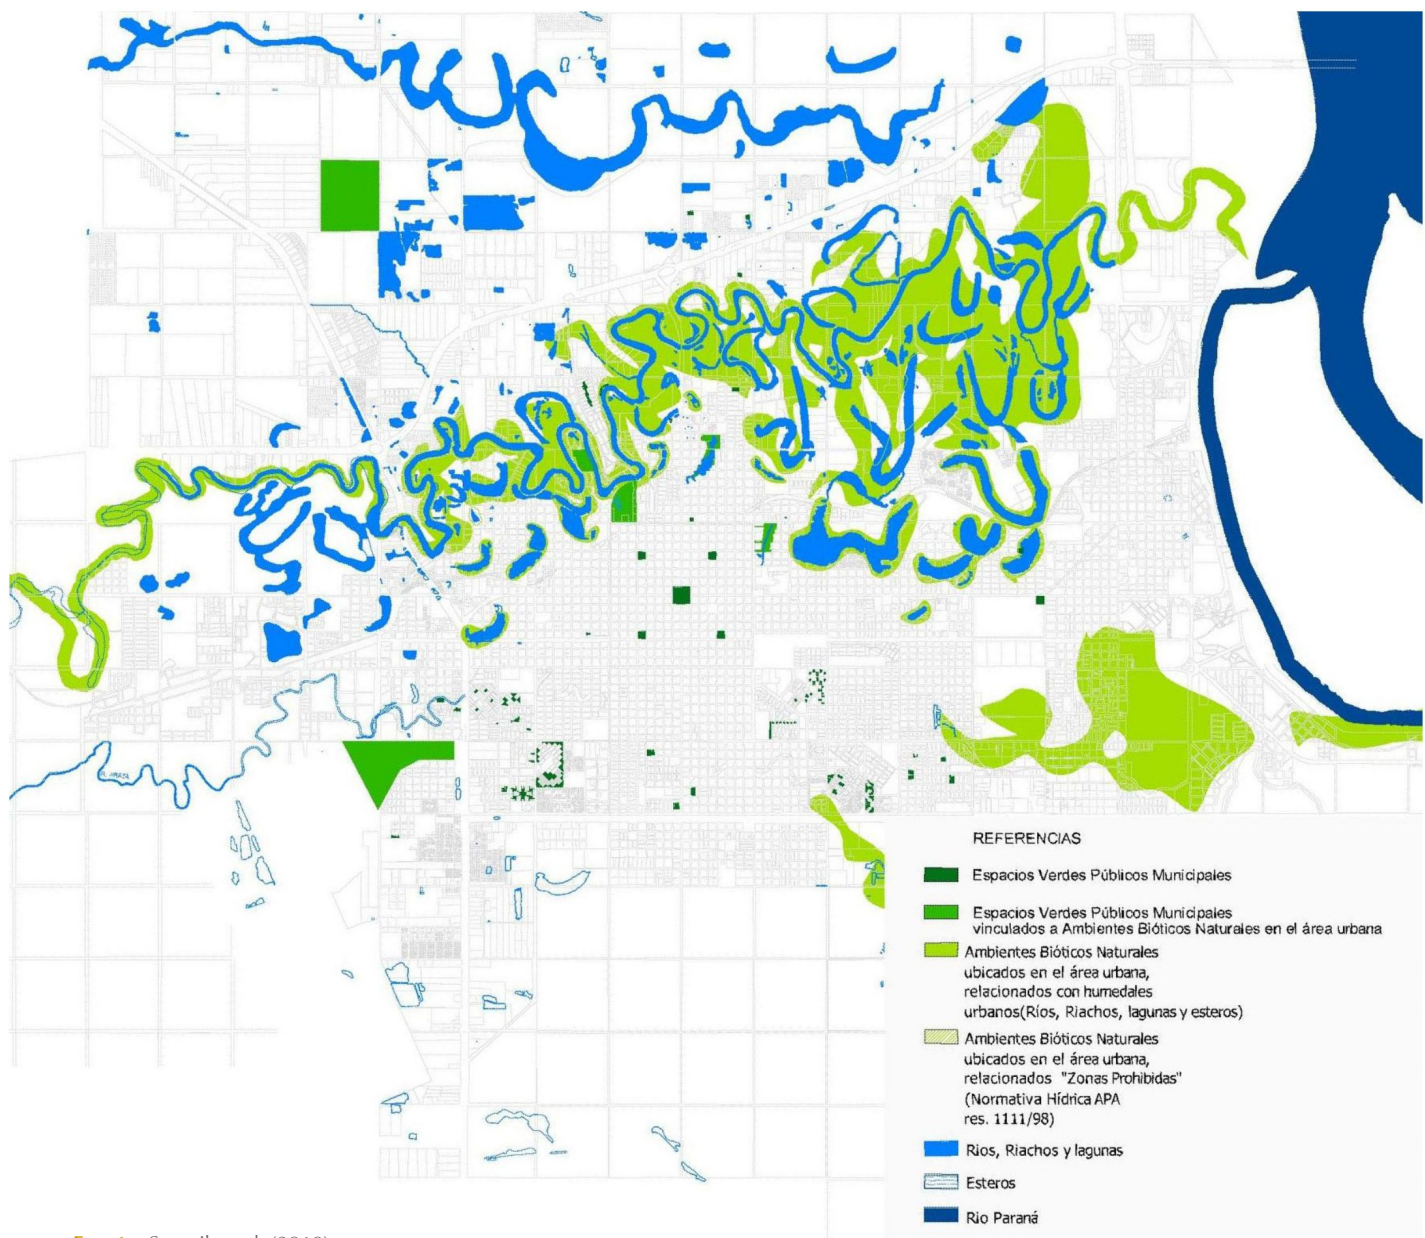 REFERENCIAS
Espacios Verdes Públicos Municipales
Espacios Verdes Públicos Municipales
vinculados a Ambientes Bióticos Naturales en el área urbana
Ambientes Bióticos Naturales
ubicados en el área urbana,
relacionados con humedales
urbanos(Ríos, Riachos, lagunas y esteros)
Ambientes Bióticos Naturales
ubicados en el área urbana,
relacionados "Zonas Prohibidas"
(Normativa Hídrica APA
res. 1111/98)
Rios, Riachos y lagunas
Esteros
Rio Paraná